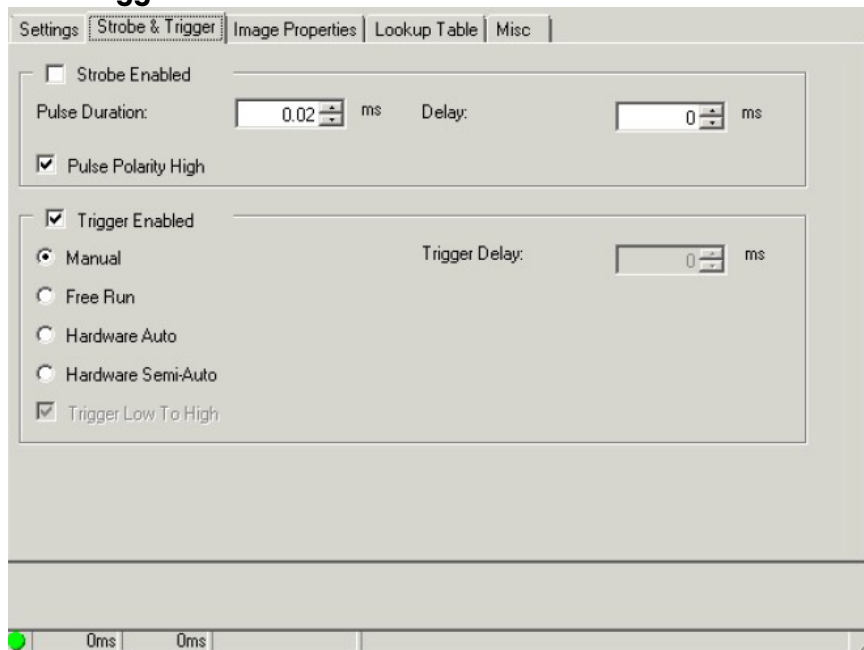 Settings Strobe & Trigger Image Properties Lookup Table Misc
Strobe Enabled
Pulse Duration: 0.02 ms Delay: 0 ms
Pulse Polarity High
Trigger Enabled
Manual Trigger Delay: 0 ms
Free Run
Hardware Auto
Hardware Semi-Auto
Trigger Low To High
0ms 0ms